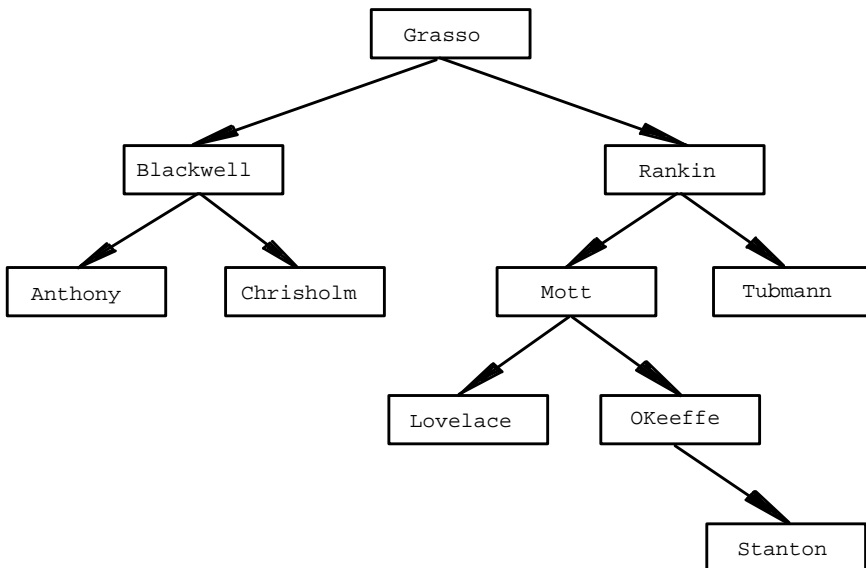 Grasso
Blackwell
Rankin
Anthony
Chrisholm
Mott
Tubmann
Lovelace
OKeeffe
Stanton